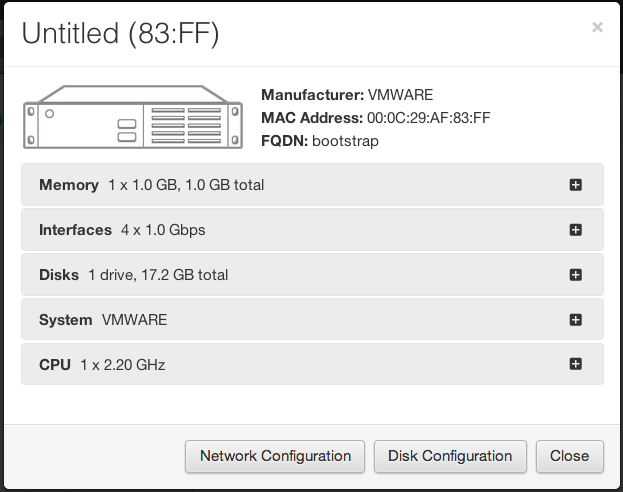 Untitled (83:FF)
×
Manufacturer: VMWARE
MAC Address: 00:0C:29:AF:83:FF
FQDN: bootstrap
Memory 1 x 1.0 GB, 1.0 GB total
Interfaces 4 x 1.0 Gbps
Disks 1 drive, 17.2 GB total
System VMWARE
CPU 1 x 2.20 GHz
Network Configuration Disk Configuration Close